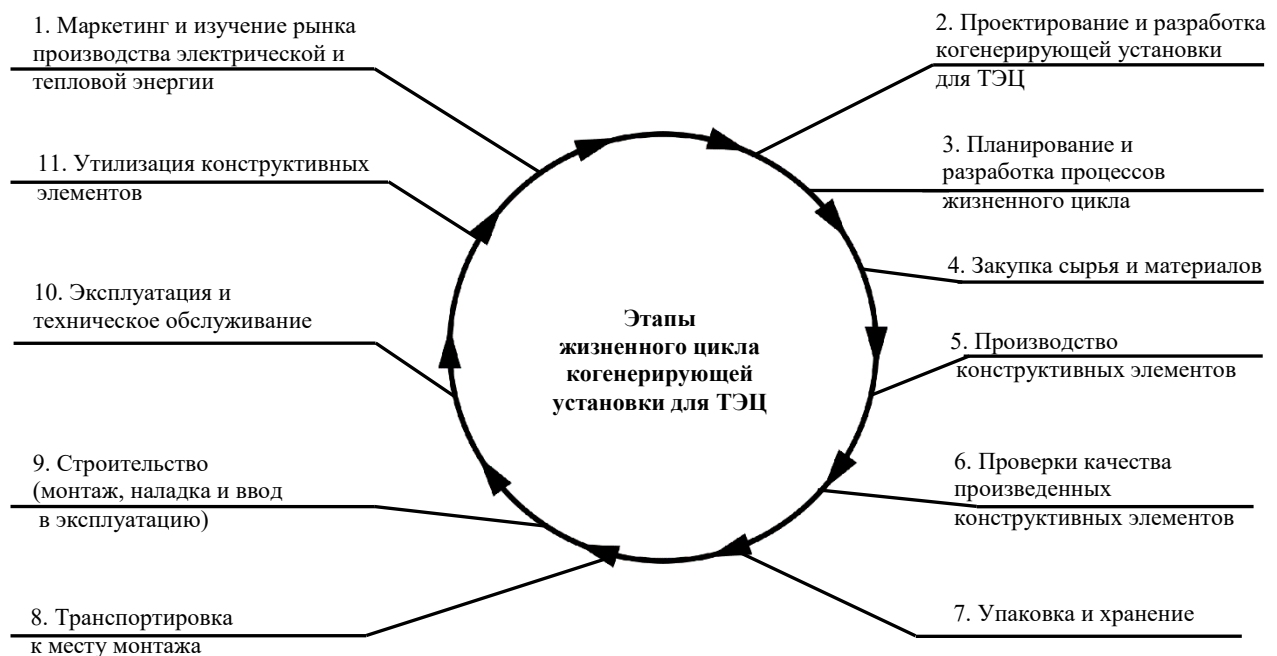 1. Маркетинг и изучение рынка
производства электрической и
тепловой энергии
2. Проектирование и разработка
когенерирующей установки
для ТЭЦ
3. Планирование и
разработка процессов
жизненного цикла
4. Закупка сырья и материалов
5. Производство
конструктивных элементов
6. Проверки качества
произведенных
конструктивных элементов
7. Упаковка и хранение
8. Транспортировка
к месту монтажа
9. Строительство
(монтаж, наладка и ввод
в эксплуатацию)
10. Эксплуатация и
техническое обслуживание
11. Утилизация конструктивных
элементов
Этапы
жизненного цикла
когенерирующей
установки для ТЭЦ